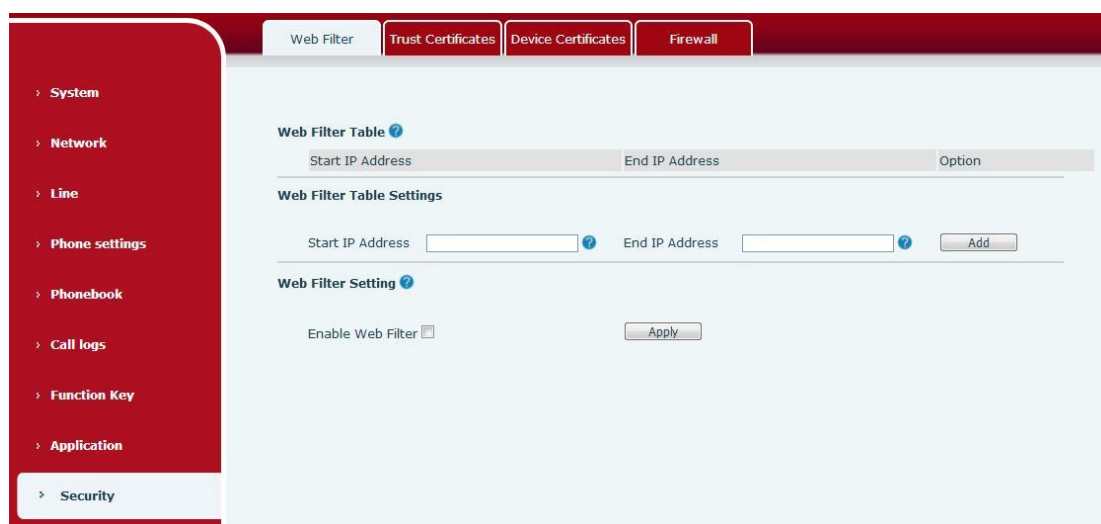 Web Filter Trust Certificates Device Certificates Firewall
› System
› Network
› Line
› Phone settings
› Phonebook
› Call logs
› Function Key
› Application
› Security
Web Filter Table ?
Start IP Address End IP Address Option
Web Filter Table Settings
Start IP Address ? End IP Address ? Add
Web Filter Setting ?
Enable Web Filter Apply